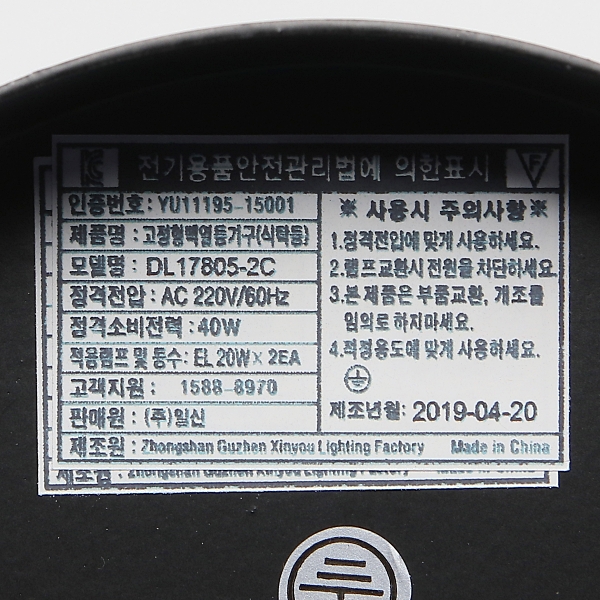 전기용품안전관리법에 의한표시
인증번호 : YU11195-15001
제품명 : 고정형백열등기구(식탁등)
모델명 : DL17805-2C
정격전압 : AC 220V/60Hz
정격소비전력 : 40W
적용램프 및 등수 : EL 20W × 2EA
고객지원 : 1588-8970
판매원 : (주)일신
※ 사용시 주의사항 ※
1.정격전압에 맞게 사용하세요.
2.램프교환시 전원을 차단하세요.
3.본 제품은 부품교환, 개조를
임의로 하지마세요.
4.적정용도에 맞게 사용하세요.
제조년월: 2019-04-20
제조원 : Zhongshan Guzhen Xinyou Lighting Factory Made in China